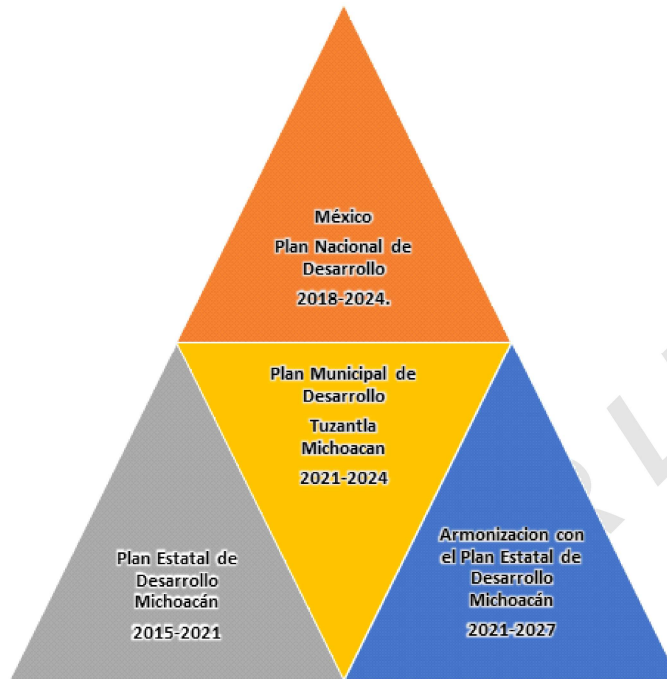 México
Plan Nacional de
Desarrollo
2018-2024.
Plan Municipal de
Desarrollo
Tuzantla
Michoacan
2021-2024
Plan Estatal de
Desarrollo
Michoacán
2015-2021
Armonizacion con
el Plan Estatal de
Desarrollo
Michoacán
2021-2027